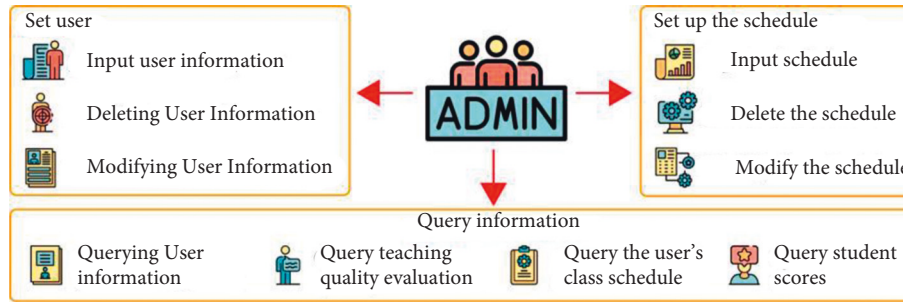 Set user
Input user information
Deleting User Information
Modifying User Information
ADMIN
Set up the schedule
Input schedule
Delete the schedule
Modify the schedule
Query information
Querying User
information
Query teaching
quality evaluation
Query the user's
class schedule
Query student
scores